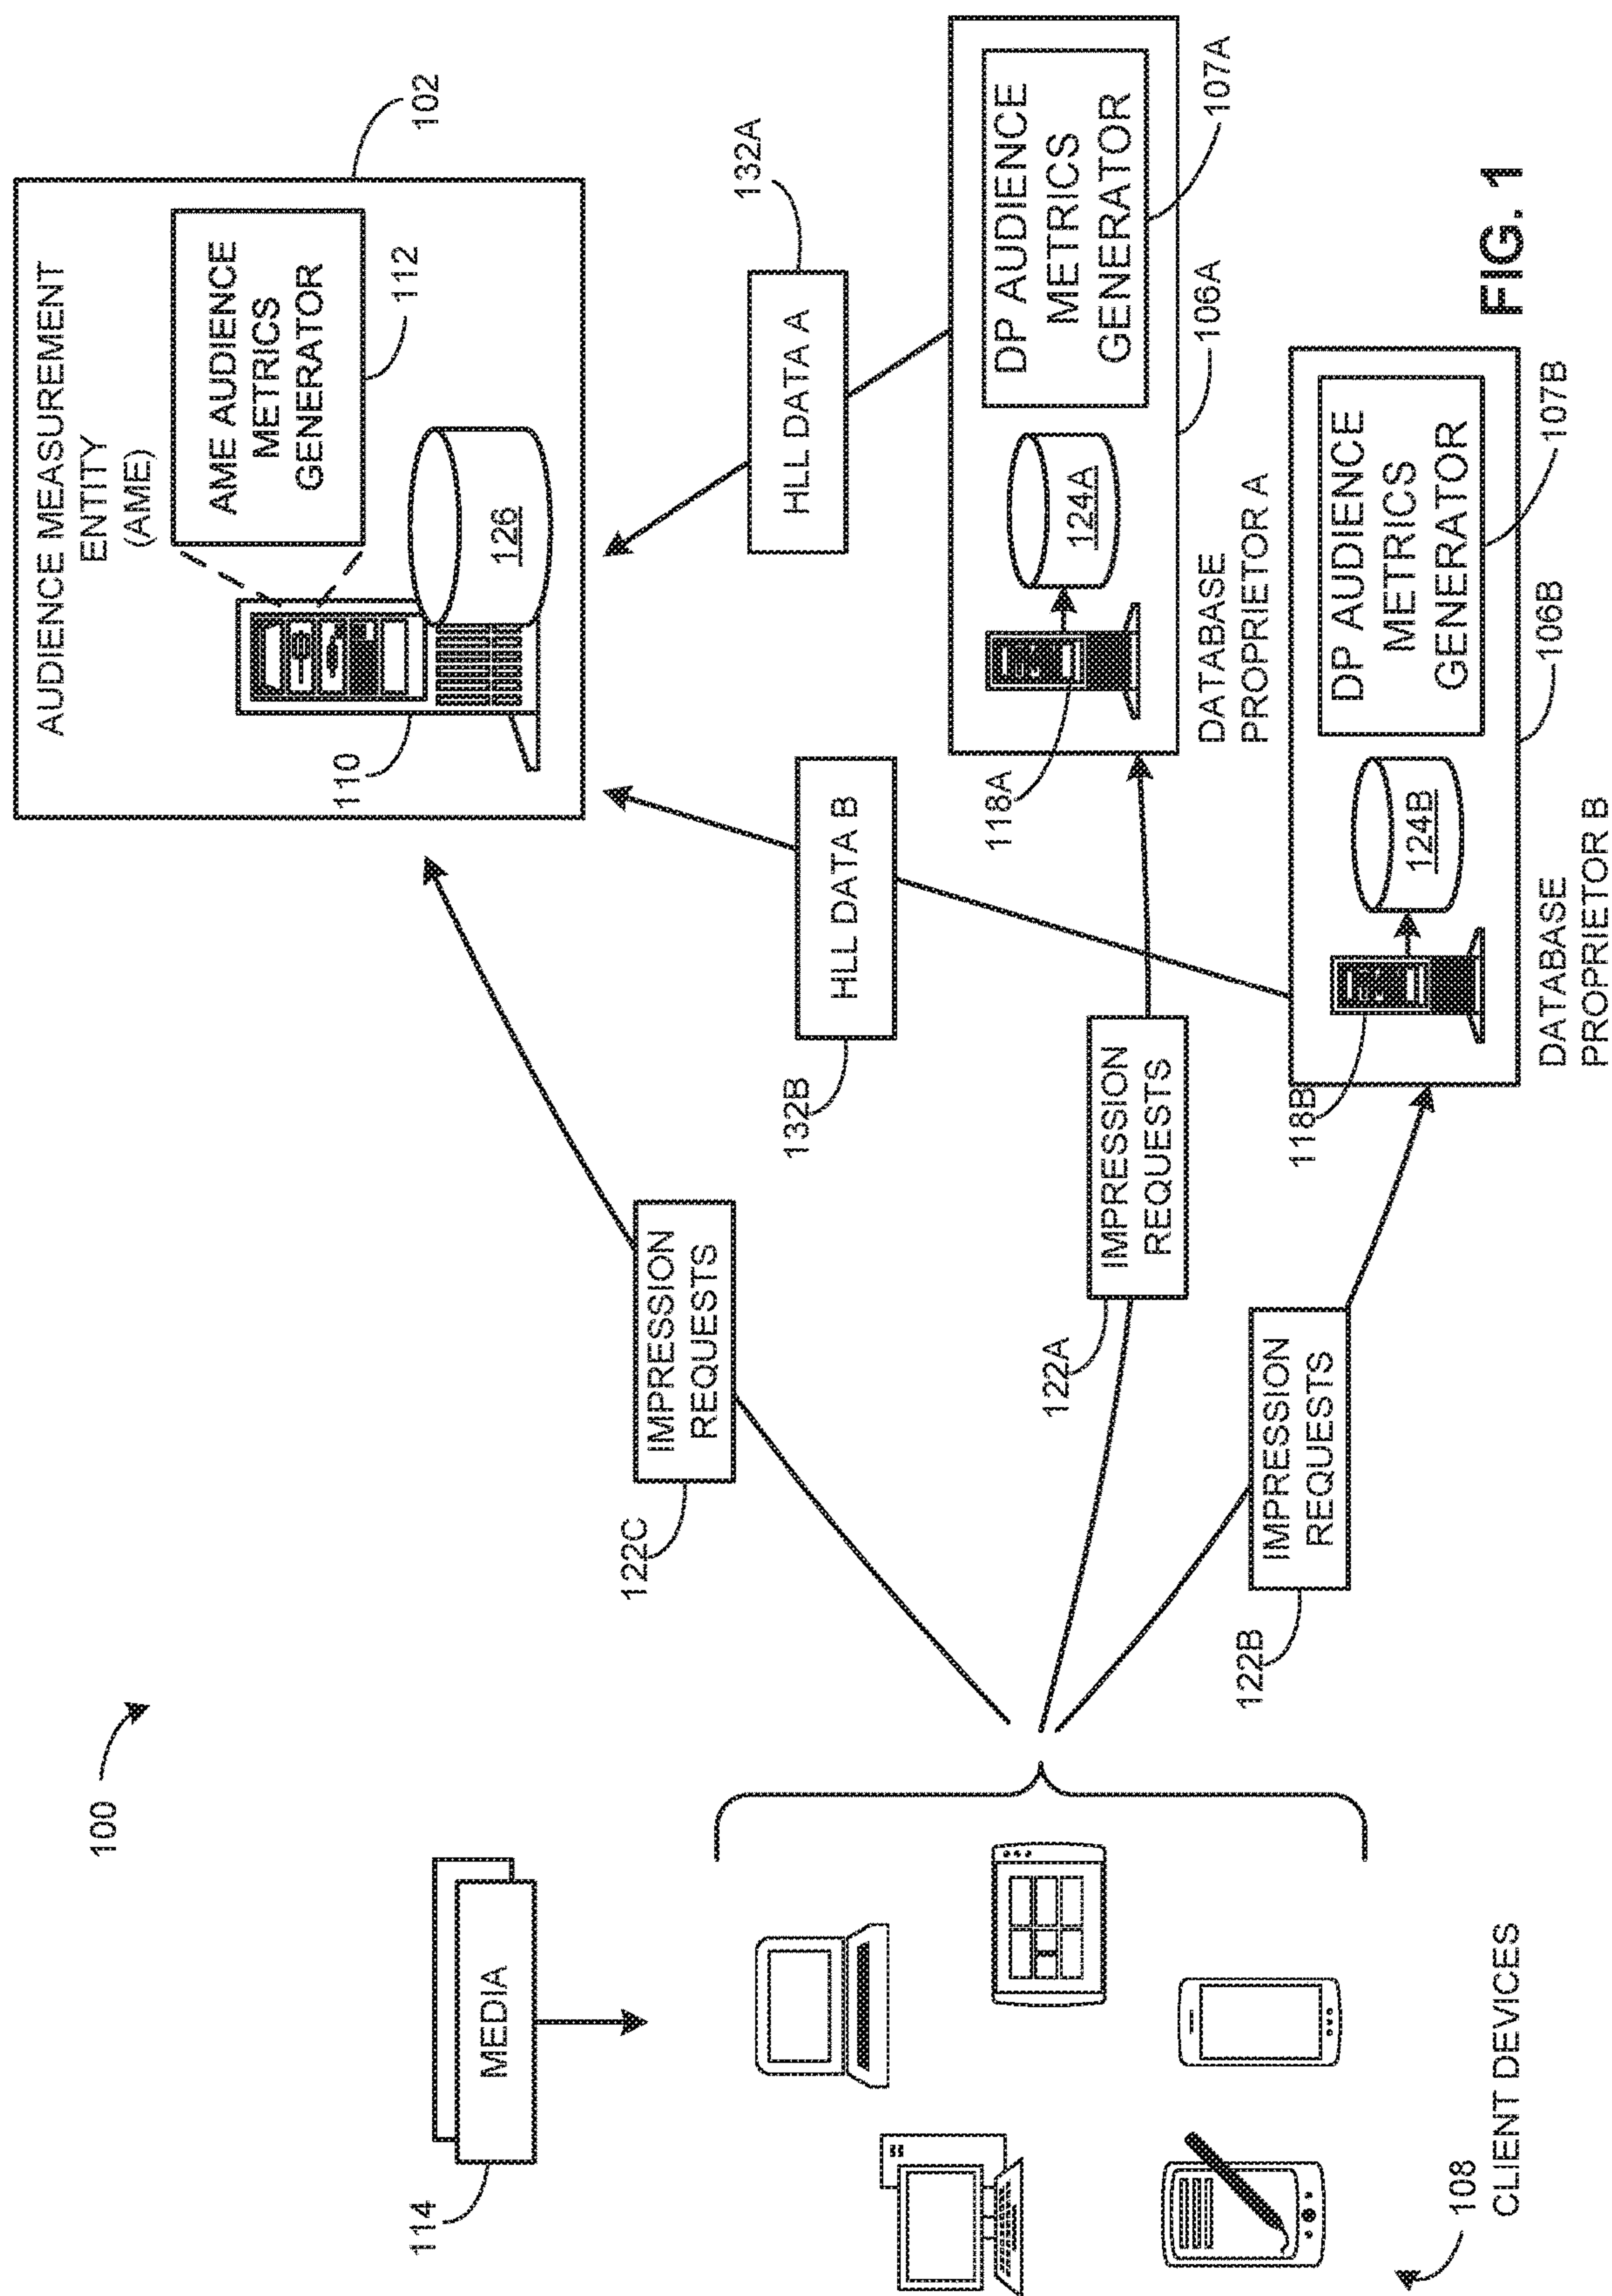 100
114
MEDIA
108
CLIENT DEVICES
122C
IMPRESSION
REQUESTS
122A
IMPRESSION
REQUESTS
122B
IMPRESSION
REQUESTS
132B
HLL DATA B
132A
HLL DATA A
AUDIENCE MEASUREMENT
ENTITY
(AME)
AME AUDIENCE
METRICS
GENERATOR
112
102
110
126
118A
124A
DP AUDIENCE
METRICS
GENERATOR
107A
106A
DATABASE
PROPRIETOR A
118B
124B
DP AUDIENCE
METRICS
GENERATOR
107B
106B
DATABASE
PROPRIETOR B
FIG. 1